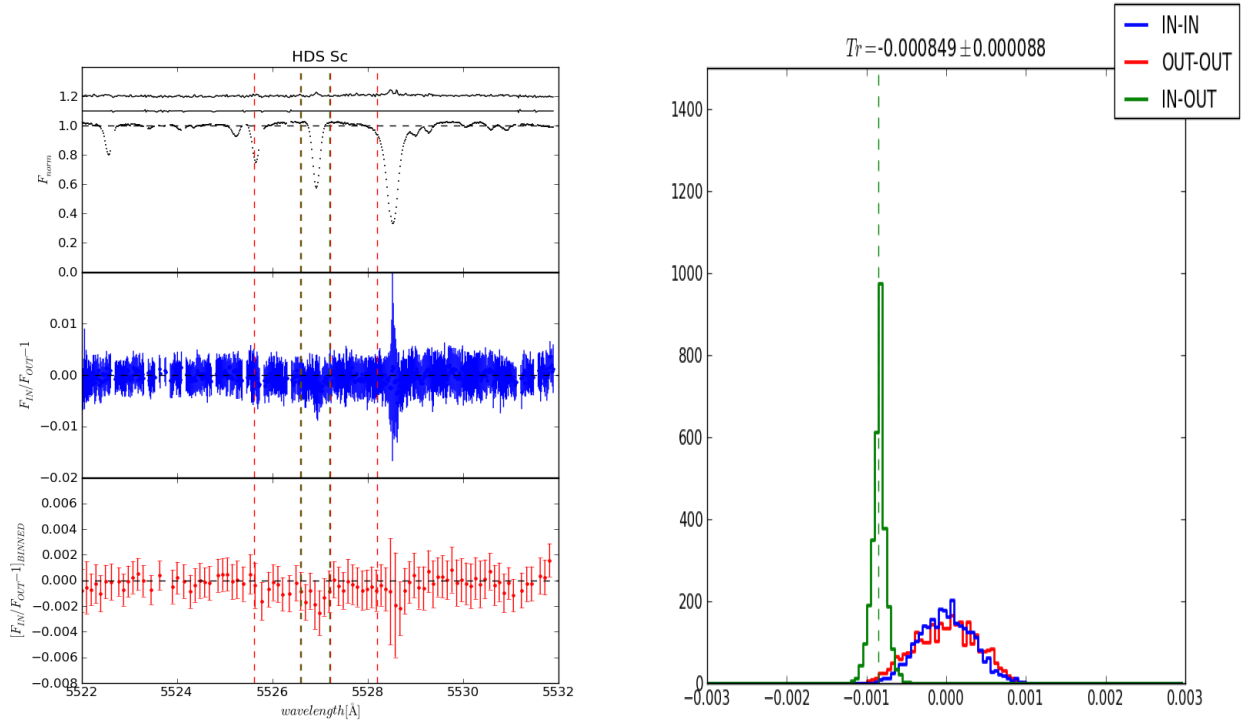 HDS Sc
1.2
1.0
0.8
0.6
0.4
0.2
0.0
F_norm
0.01
0.00
−0.01
−0.02
F_IN/F_OUT−1
0.006
0.004
0.002
0.000
−0.002
−0.004
−0.006
−0.008
[F_IN/F_OUT−1]_BINNED
5522 5524 5526 5528 5530 5532
wavelength[Å]
Tr=-0.000849±0.000088
IN-IN
OUT-OUT
IN-OUT
1400
1200
1000
800
600
400
200
0
−0.003 −0.002 −0.001 0.000 0.001 0.002 0.003